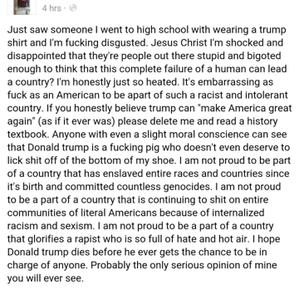 4 hrs ·
Just saw someone I went to high school with wearing a trump
shirt and I'm fucking disgusted. Jesus Christ I'm shocked and
disappointed that they're people out there stupid and bigoted
enough to think that this complete failure of a human can lead
a country? I'm honestly just so heated. It's embarrassing as
fuck as an American to be apart of such a racist and intolerant
country. If you honestly believe trump can "make America great
again" (as if it ever was) please delete me and read a history
textbook. Anyone with even a slight moral conscience can see
that Donald trump is a fucking pig who doesn't even deserve to
lick shit off of the bottom of my shoe. I am not proud to be part
of a country that has enslaved entire races and countries since
it's birth and committed countless genocides. I am not proud
to be a part of a country that is continuing to shit on entire
communities of literal Americans because of internalized
racism and sexism. I am not proud to be a part of a country
that glorifies a rapist who is so full of hate and hot air. I hope
Donald trump dies before he ever gets the chance to be in
charge of anyone. Probably the only serious opinion of mine
you will ever see.